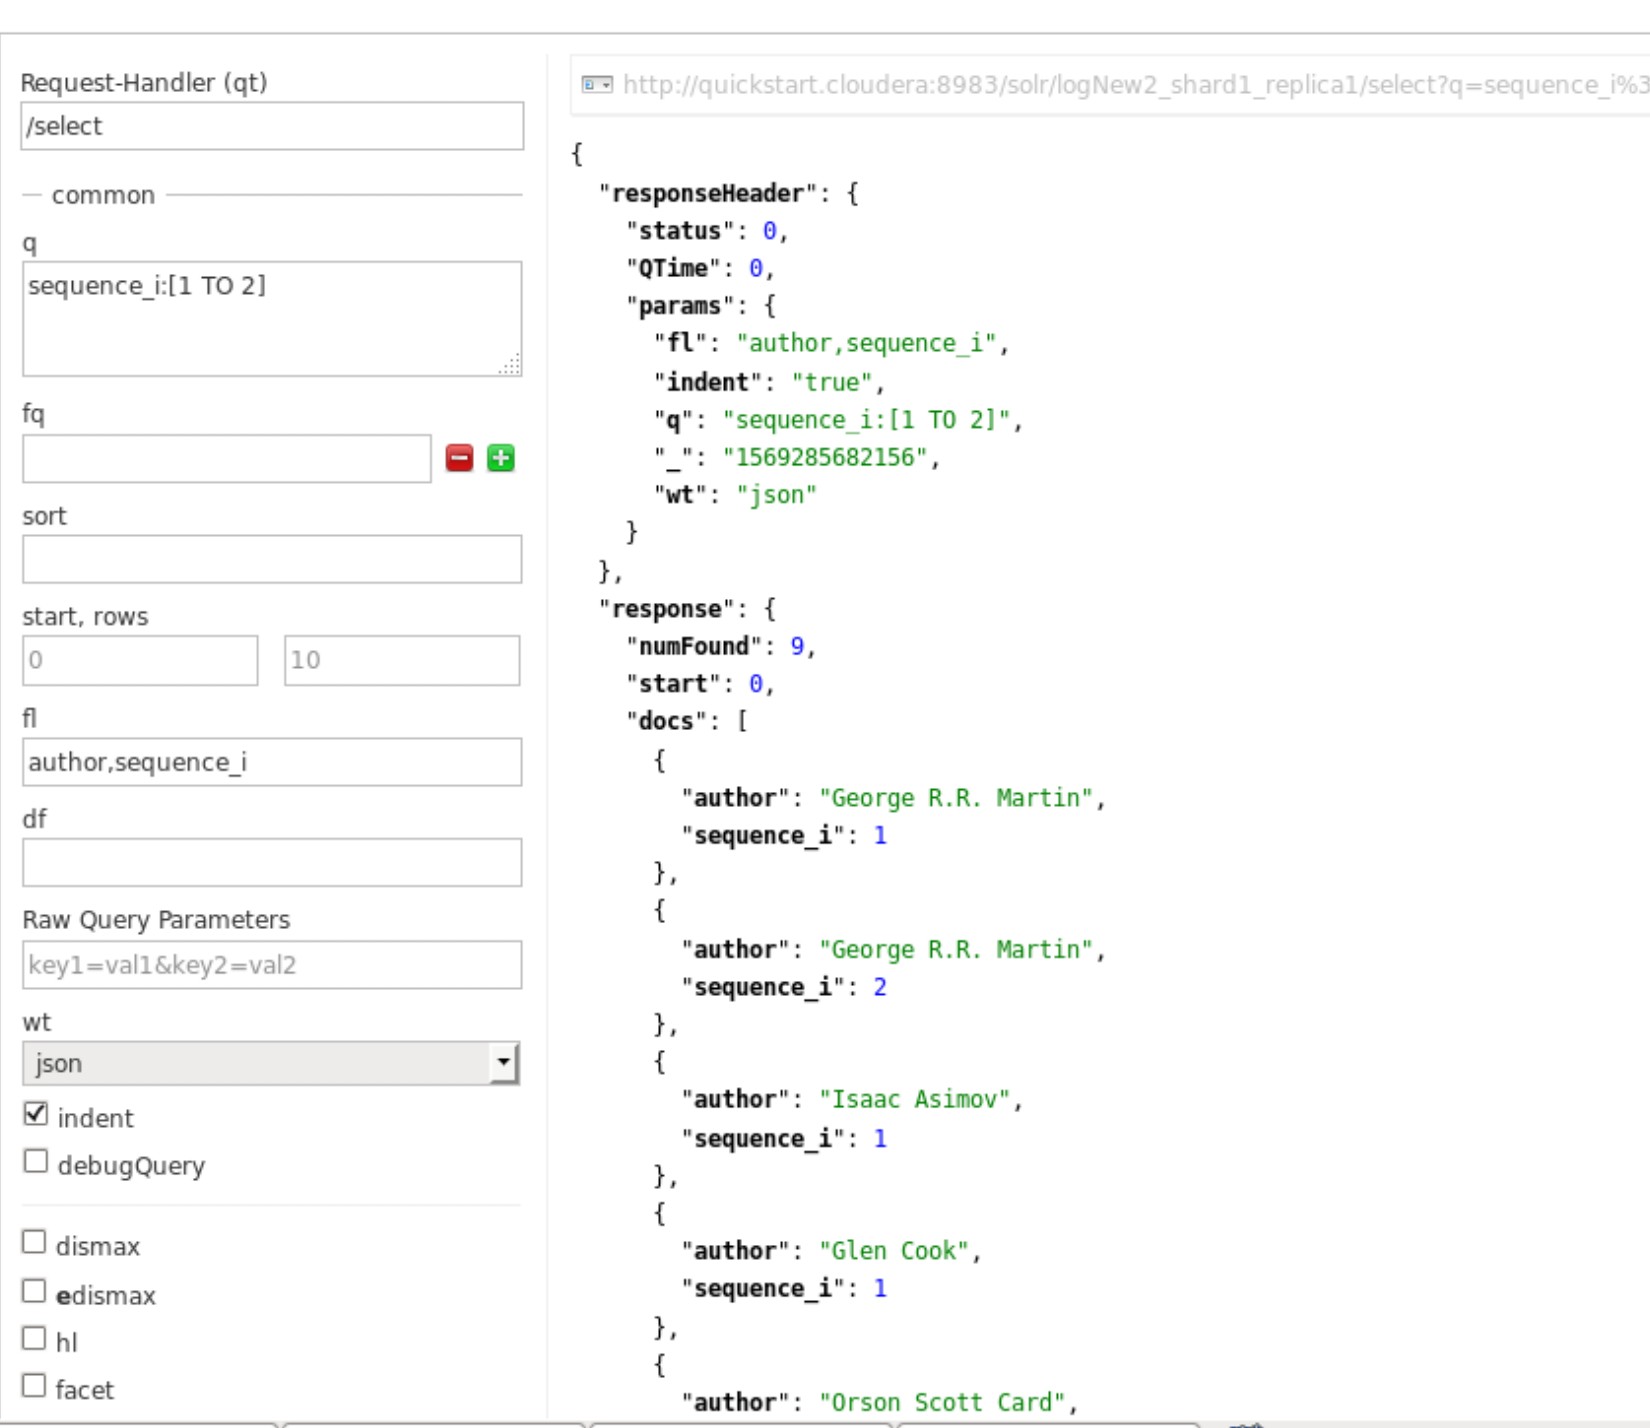 Request-Handler (qt)
/select
common
q
sequence_i:[1 TO 2]
fq
sort
start, rows
0 10
fl
author,sequence_i
df
Raw Query Parameters
key1=val1&key2=val2
wt
json
indent
debugQuery
dismax
edismax
hl
facet
http://quickstart.cloudera:8983/solr/logNew2_shard1_replica1/select?q=sequence_i%3
{
"responseHeader": {
"status": 0,
"QTime": 0,
"params": {
"fl": "author,sequence_i",
"indent": "true",
"q": "sequence_i:[1 TO 2]",
"_": "1569285682156",
"wt": "json"
}
},
"response": {
"numFound": 9,
"start": 0,
"docs": [
{
"author": "George R.R. Martin",
"sequence_i": 1
},
{
"author": "George R.R. Martin",
"sequence_i": 2
},
{
"author": "Isaac Asimov",
"sequence_i": 1
},
{
"author": "Glen Cook",
"sequence_i": 1
},
{
"author": "Orson Scott Card",